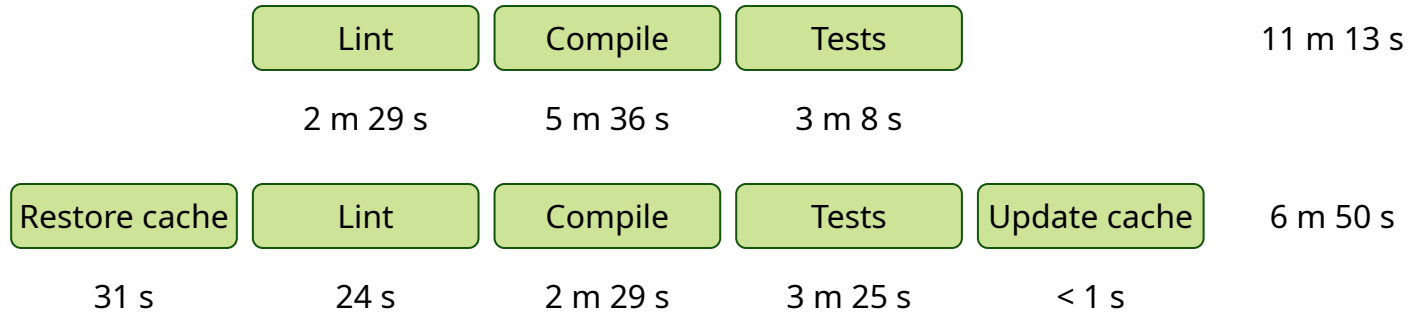 Lint Compile Tests 11 m 13 s
2 m 29 s 5 m 36 s 3 m 8 s
Restore cache Lint Compile Tests Update cache 6 m 50 s
31 s 24 s 2 m 29 s 3 m 25 s < 1 s